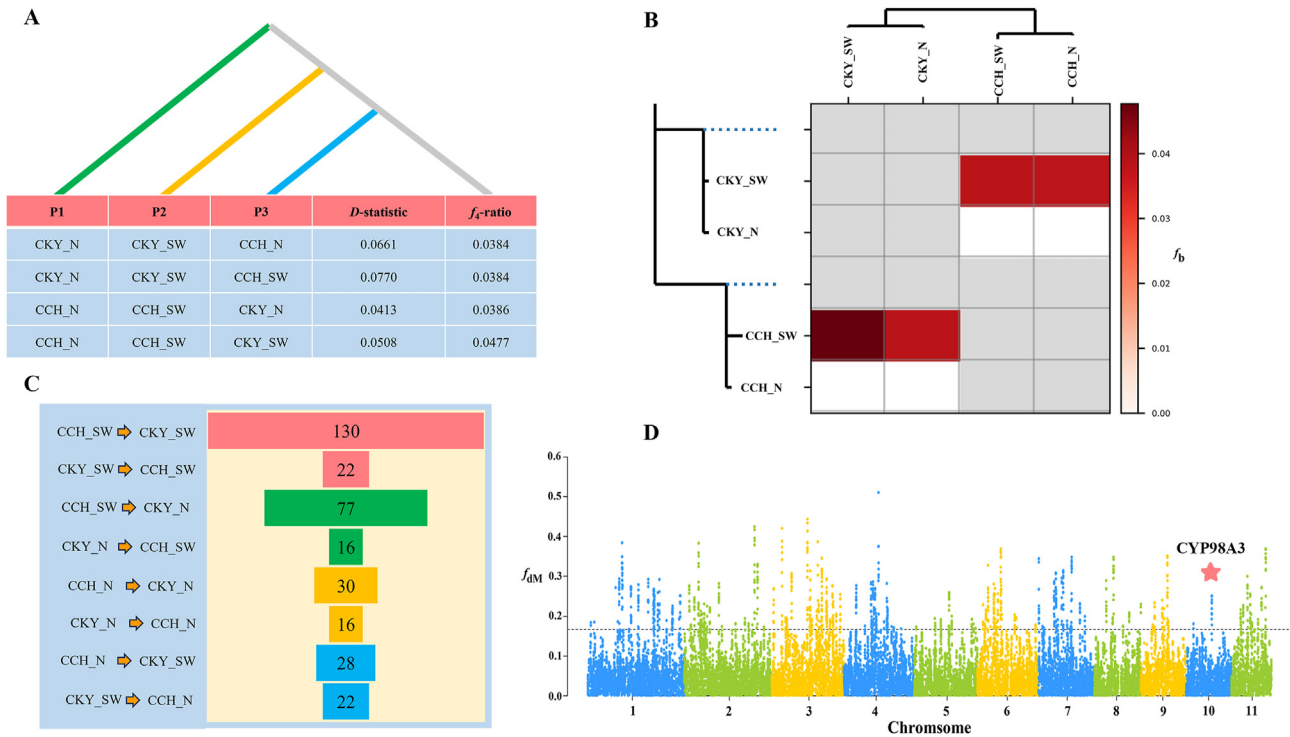 A
P1 P2 P3 D-statistic f4-ratio
CKY_N CKY_SW CCH_N 0.0661 0.0384
CKY_N CKY_SW CCH_SW 0.0770 0.0384
CCH_N CCH_SW CKY_N 0.0413 0.0386
CCH_N CCH_SW CKY_SW 0.0508 0.0477
B
CKY_SW CKY_N CCH_SW CCH_N
CKY_SW
CKY_N
CCH_SW
CCH_N
0.04
0.03
0.02
0.01
0.00
fb
C
CCH_SW CKY_SW 130
CKY_SW CCH_SW 22
CCH_SW CKY_N 77
CKY_N CCH_SW 16
CCH_N CKY_N 30
CKY_N CCH_N 16
CCH_N CKY_SW 28
CKY_SW CCH_N 22
D
0.6
0.5
0.4
0.3
0.2
0.1
0.0
fdM
CYP98A3
1 2 3 4 5 6 7 8 9 10 11
Chromsome